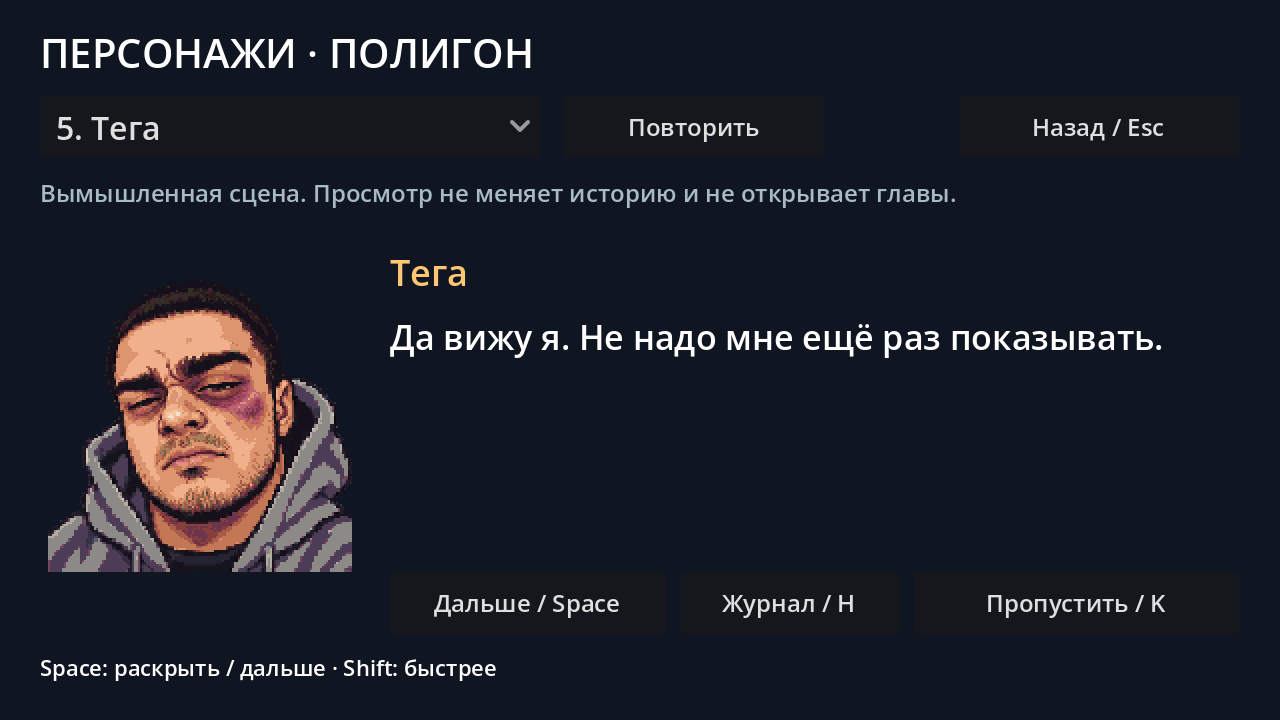 ПЕРСОНАЖИ · ПОЛИГОН
5. Тега
Повторить
Назад / Esc
Вымышленная сцена. Просмотр не меняет историю и не открывает главы.
Тега
Да вижу я. Не надо мне ещё раз показывать.
Дальше / Space
Журнал / H
Пропустить / K
Space: раскрыть / дальше · Shift: быстрее